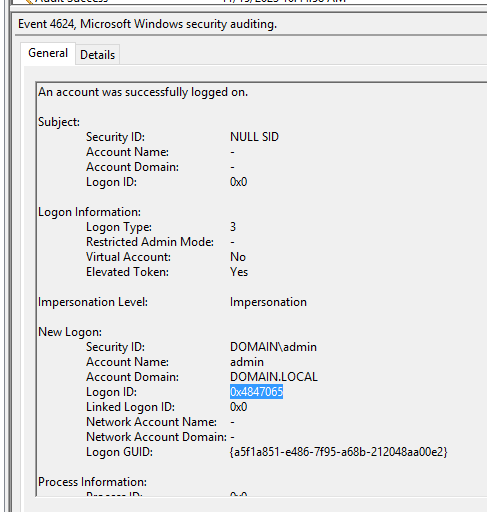 Event 4624, Microsoft Windows security auditing.
General Details
An account was successfully logged on.
Subject:
Security ID: NULL SID
Account Name: -
Account Domain: -
Logon ID: 0x0
Logon Information:
Logon Type: 3
Restricted Admin Mode: -
Virtual Account: No
Elevated Token: Yes
Impersonation Level: Impersonation
New Logon:
Security ID: DOMAIN\admin
Account Name: admin
Account Domain: DOMAIN.LOCAL
Logon ID: 0x4847065
Linked Logon ID: 0x0
Network Account Name: -
Network Account Domain: -
Logon GUID: {a5f1a851-e486-7f95-a68b-212048aa00e2}
Process Information:
Process ID: 0x0